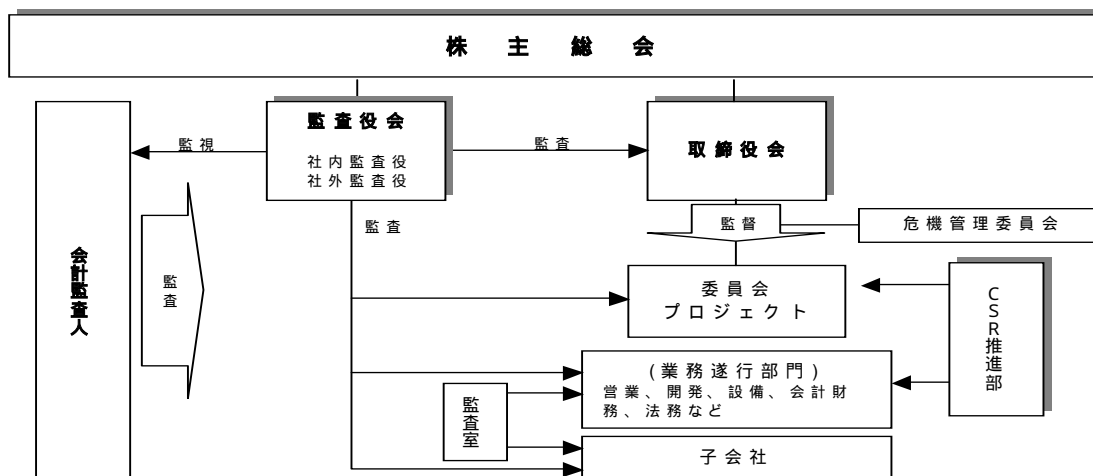 株主総会
監査役会
社内監査役
社外監査役
監視
監査
取締役会
監査
監督
危機管理委員会
会計監査人
監査
委員会
プロジェクト
CSR推進部
(業務遂行部門)
営業、開発、設備、会計財
務、法務など
監査室
子会社